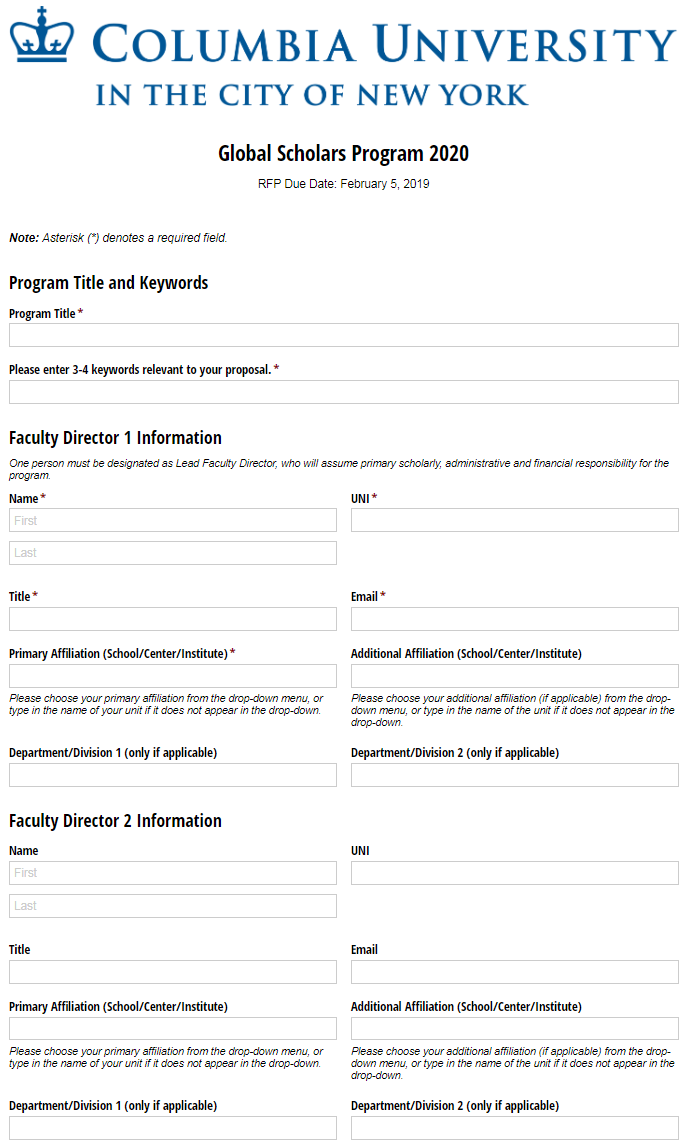 COLUMBIA UNIVERSITY
IN THE CITY OF NEW YORK
Global Scholars Program 2020
RFP Due Date: February 5, 2019
Note: Asterisk (*) denotes a required field.
Program Title and Keywords
Program Title *
Please enter 3-4 keywords relevant to your proposal. *
Faculty Director 1 Information
One person must be designated as Lead Faculty Director, who will assume primary scholarly, administrative and financial responsibility for the
program.
Name *
UNI *
First
Last
Title *
Email *
Primary Affiliation (School/Center/Institute) *
Additional Affiliation (School/Center/Institute)
Please choose your primary affiliation from the drop-down menu, or
type in the name of your unit if it does not appear in the drop-down.
Please choose your additional affiliation (if applicable) from the drop-
down menu, or type in the name of the unit if it does not appear in the
drop-down.
Department/Division 1 (only if applicable)
Department/Division 2 (only if applicable)
Faculty Director 2 Information
Name
UNI
First
Last
Title
Email
Primary Affiliation (School/Center/Institute)
Additional Affiliation (School/Center/Institute)
Please choose your primary affiliation from the drop-down menu, or
type in the name of your unit if it does not appear in the drop-down.
Please choose your additional affiliation (if applicable) from the drop-
down menu, or type in the name of the unit if it does not appear in the
drop-down.
Department/Division 1 (only if applicable)
Department/Division 2 (only if applicable)